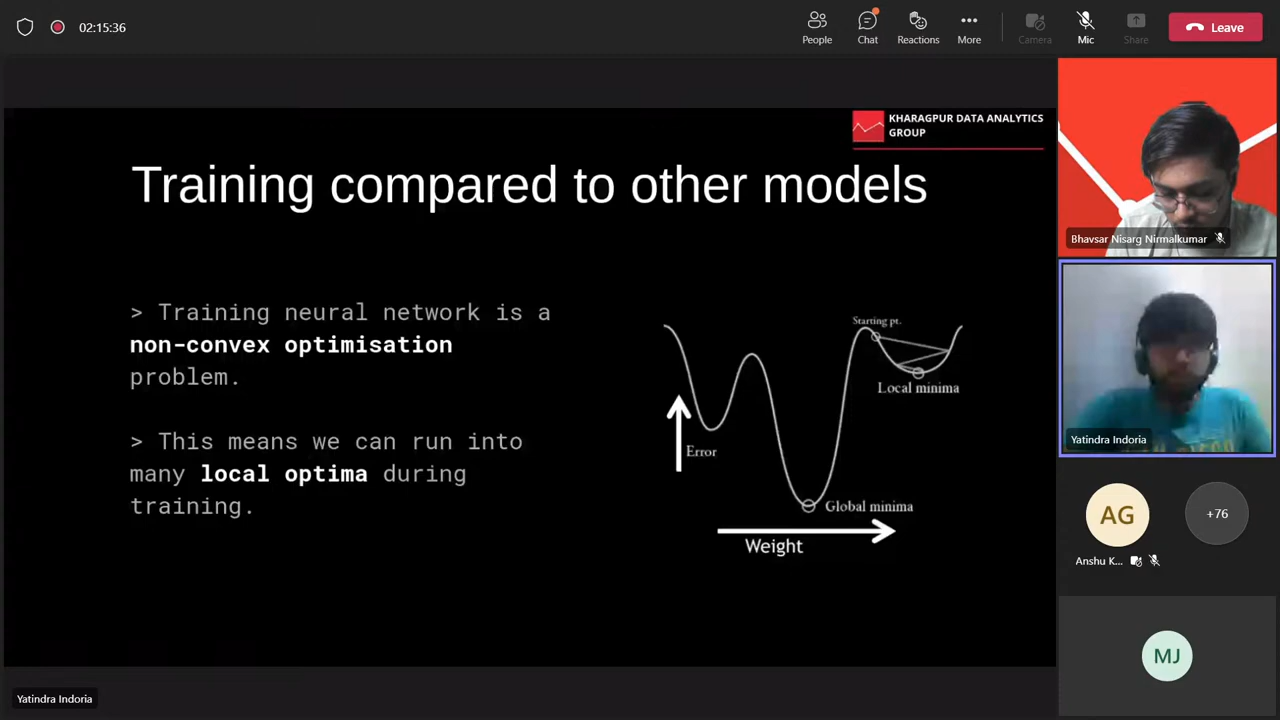 02:15:36
People
Chat
Reactions
More
Camera
Mic
Share
Leave
KHARAGPUR DATA ANALYTICS
GROUP
Training compared to other models
> Training neural network is a
non-convex optimisation
problem.
> This means we can run into
many local optima during
training.
Starting pt.
Local minima
Error
Global minima
Weight
Bhavsar Nisarg Nirmalkumar
Yatindra Indoria
AG
+76
Anshu K...
MJ
Yatindra Indoria